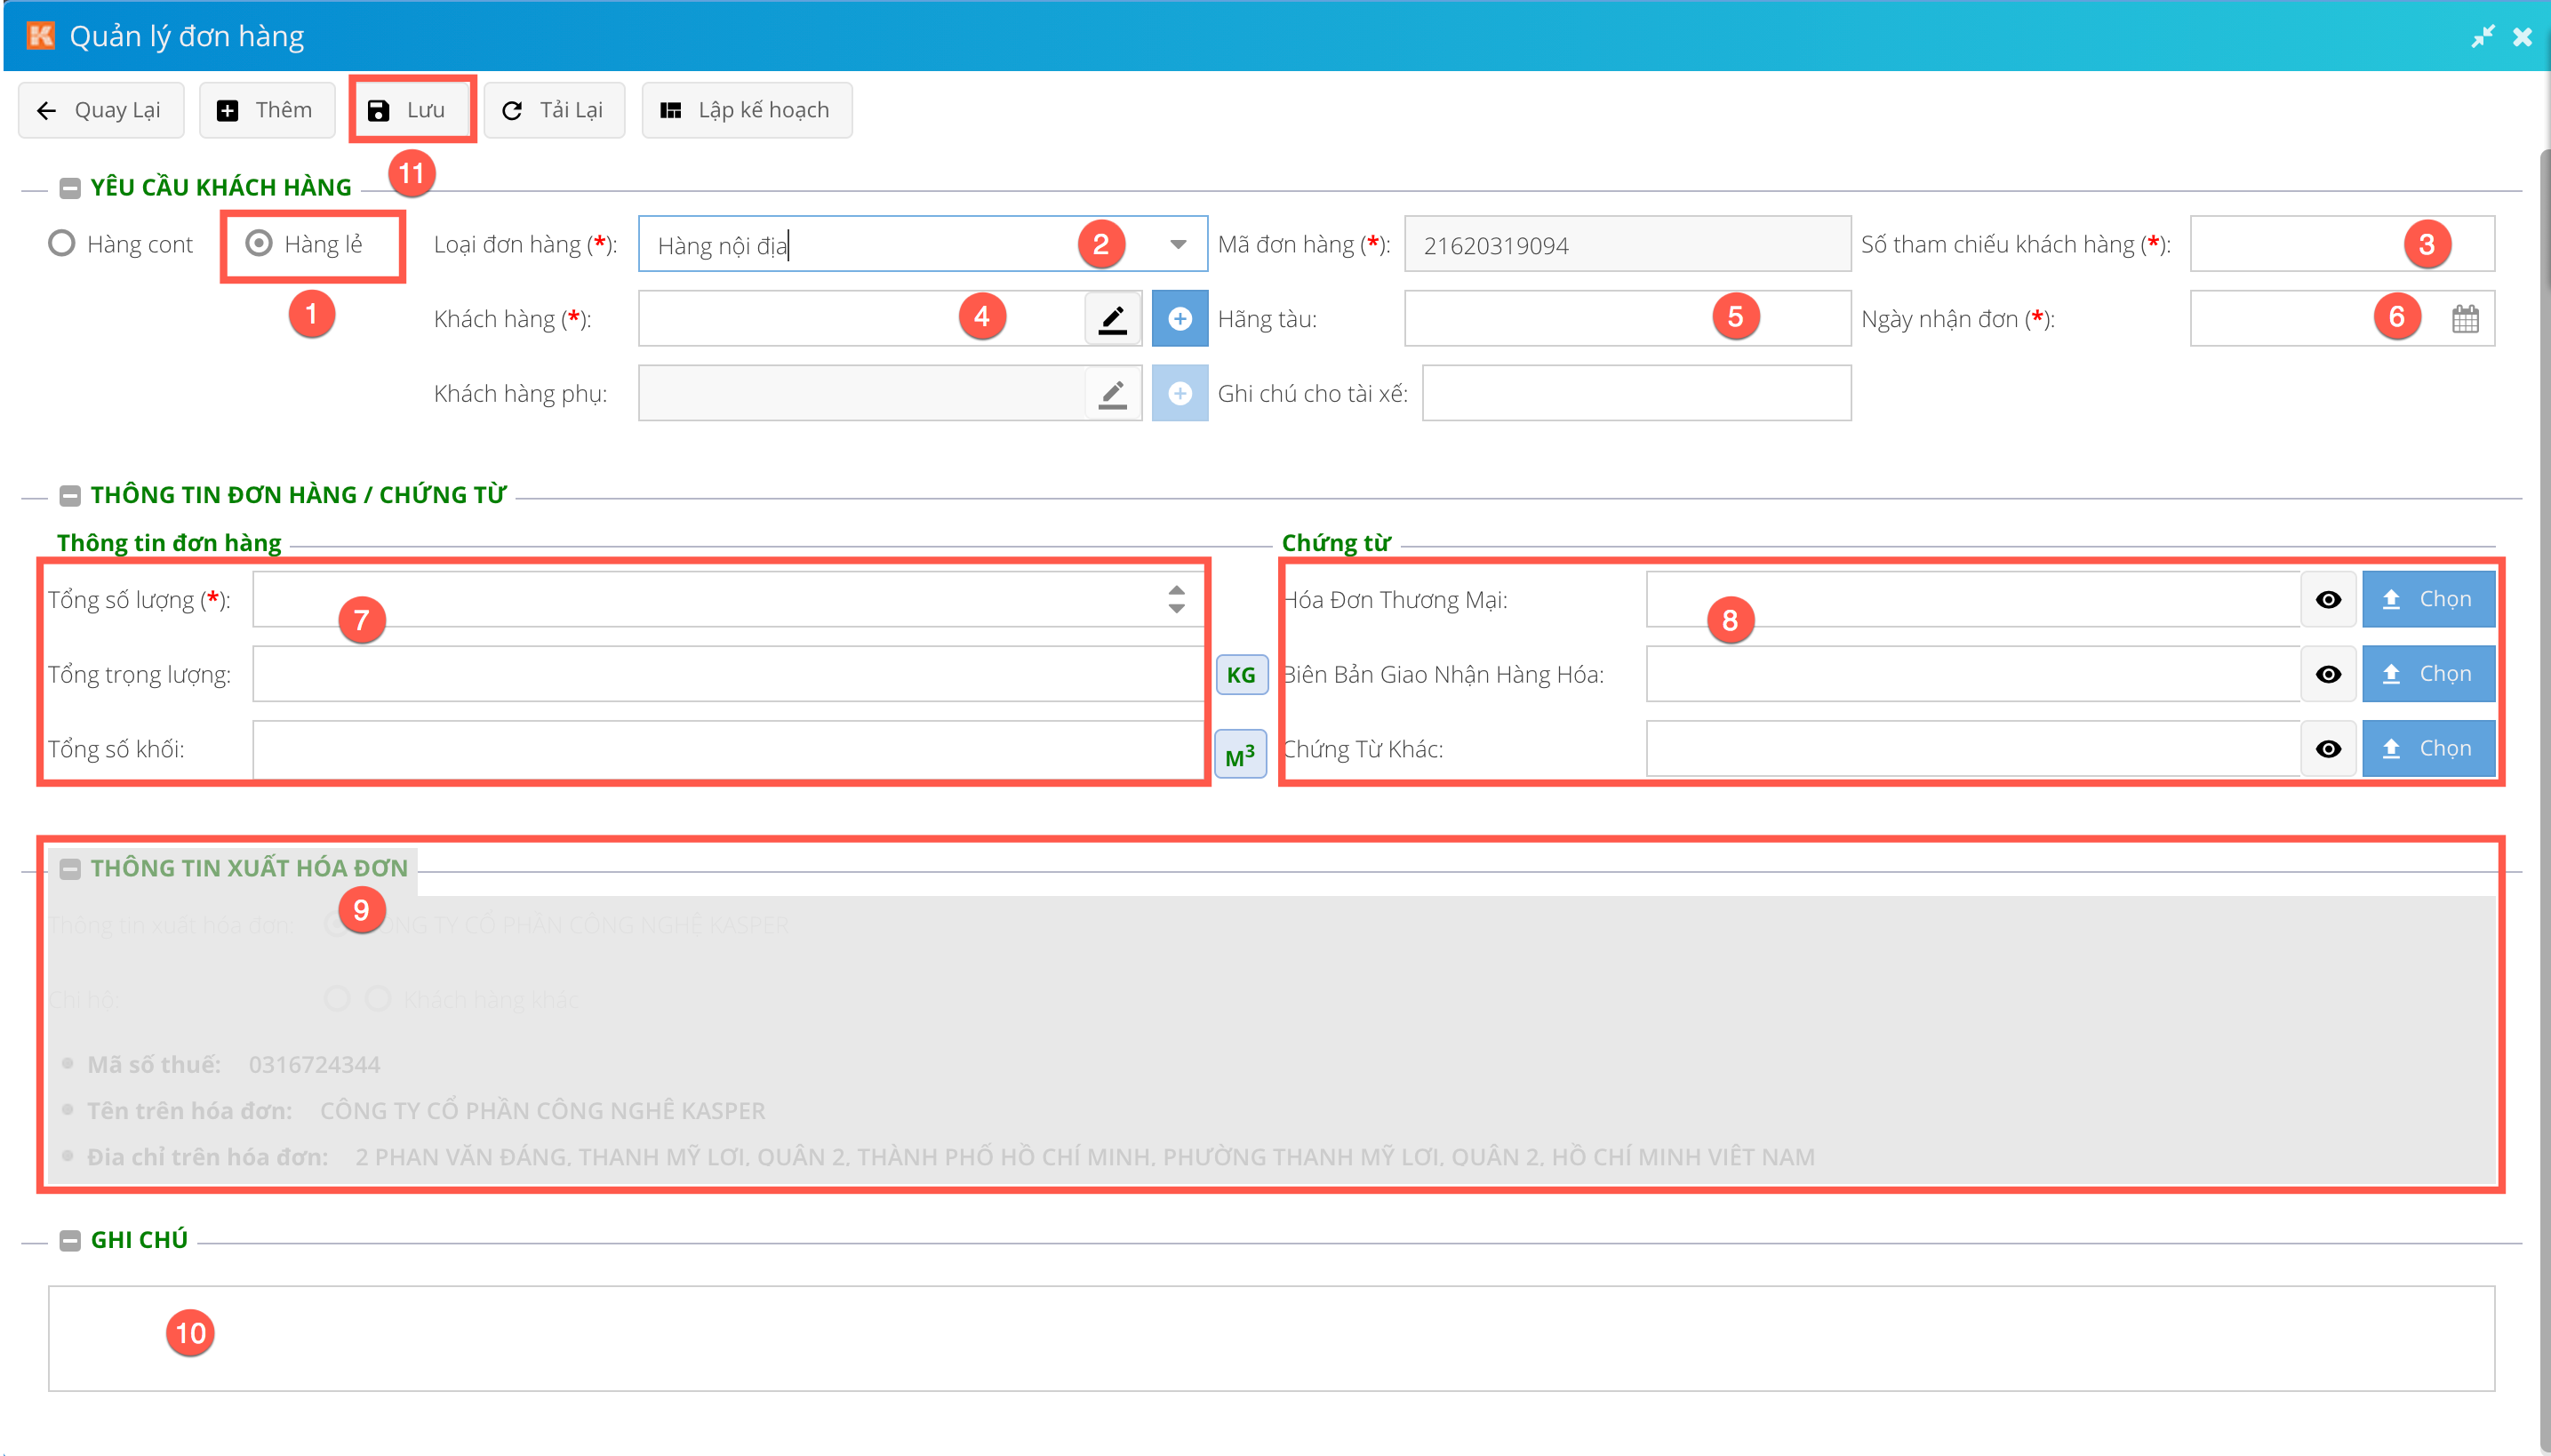 K Quản lý đơn hàng
Quay Lại Thêm Lưu Tải Lại Lập kế hoạch
11
YÊU CẦU KHÁCH HÀNG
Hàng cont Hàng lẻ Loại đơn hàng (*): Hàng nội địa 2 Mã đơn hàng (*): 21620319094 Số tham chiếu khách hàng (*): 3
1 Khách hàng (*): 4 Hãng tàu: 5 Ngày nhận đơn (*): 6
Khách hàng phụ: Ghi chú cho tài xế:
THÔNG TIN ĐƠN HÀNG / CHỨNG TỪ
Thông tin đơn hàng Chứng từ
Tổng số lượng (*): 7 Hóa Đơn Thương Mại: 8 Chọn
Tổng trọng lượng: KG Biên Bản Giao Nhận Hàng Hóa: Chọn
Tổng số khối: M³ Chứng Từ Khác: Chọn
THÔNG TIN XUẤT HÓA ĐƠN
Thông tin xuất hóa đơn: 9 NG TY CỔ PHẦN CÔNG NGHỆ KASPER
Chi hộ: Khách hàng khác
Mã số thuế: 0316724344
Tên trên hóa đơn: CÔNG TY CỔ PHẦN CÔNG NGHỆ KASPER
Địa chỉ trên hóa đơn: 2 PHAN VĂN ĐÁNG, THẠNH MỸ LỢI, QUẬN 2, THÀNH PHỐ HỒ CHÍ MINH, PHƯỜNG THẠNH MỸ LỢI, QUẬN 2, HỒ CHÍ MINH VIỆT NAM
GHI CHÚ
10